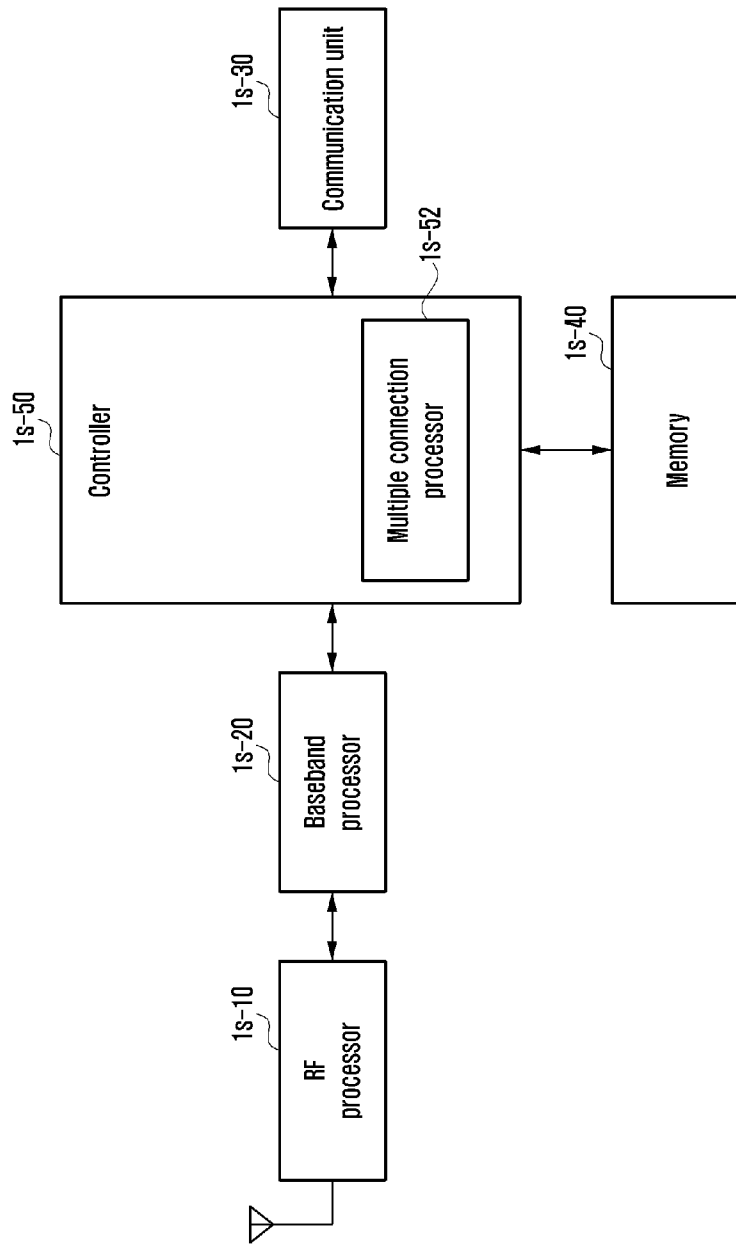 1s-10
RF
processor
1s-20
Baseband
processor
1s-50
Controller
1s-52
Multiple connection
processor
1s-30
Communication unit
1s-40
Memory